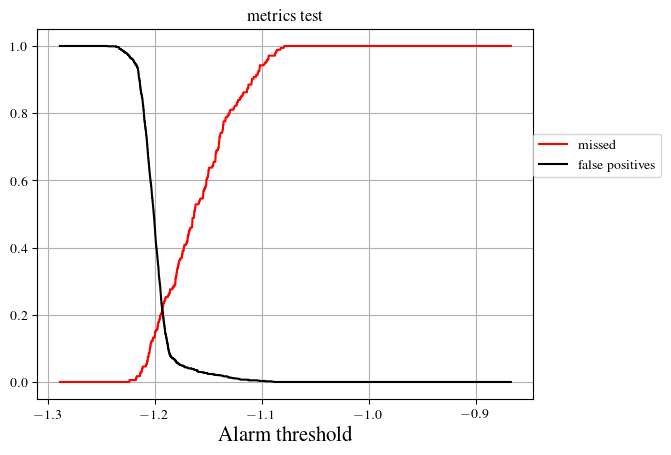 metrics test
1.0
0.8
0.6
0.4
0.2
0.0
missed
false positives
−1.3 −1.2 −1.1 −1.0 −0.9
Alarm threshold